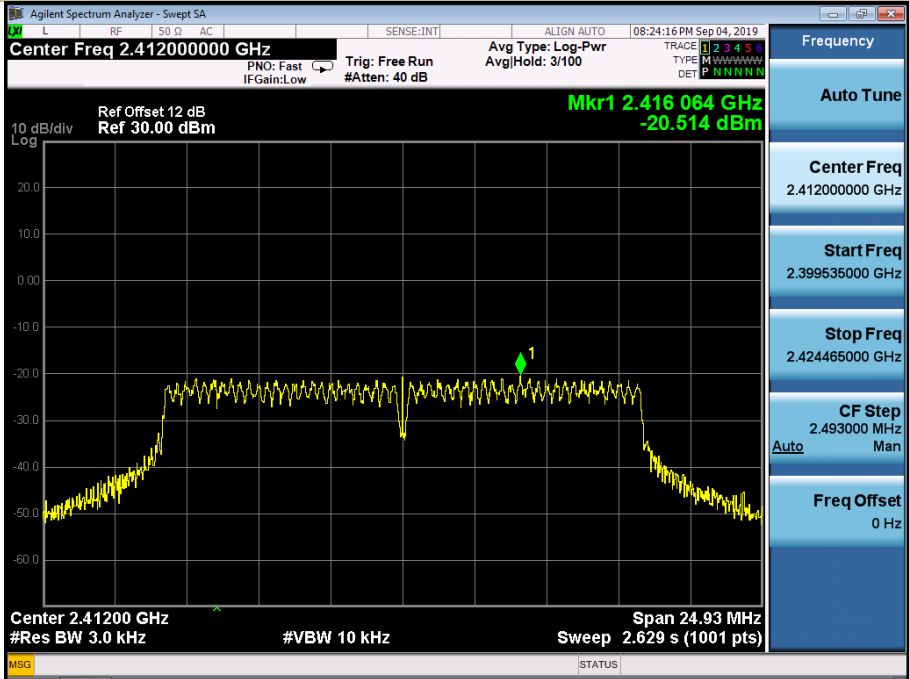 Agilent Spectrum Analyzer - Swept SA
LXI L RF 50 Ω AC SENSE:INT ALIGN AUTO 08:24:16 PM Sep 04, 2019
Center Freq 2.412000000 GHz
PNO: Fast
IFGain:Low
Trig: Free Run
#Atten: 40 dB
Avg Type: Log-Pwr
Avg|Hold: 3/100
TRACE 1 2 3 4 5 6
TYPE M WWWWW
DET P N N N N N
Mkr1 2.416 064 GHz
-20.514 dBm
Ref Offset 12 dB
10 dB/div Ref 30.00 dBm
Log
20.0
10.0
0.00
-10.0
-20.0
-30.0
-40.0
-50.0
-60.0
1
Center 2.41200 GHz Span 24.93 MHz
#Res BW 3.0 kHz #VBW 10 kHz Sweep 2.629 s (1001 pts)
MSG STATUS
Frequency
Auto Tune
Center Freq
2.412000000 GHz
Start Freq
2.399535000 GHz
Stop Freq
2.424465000 GHz
CF Step
2.493000 MHz
Auto Man
Freq Offset
0 Hz